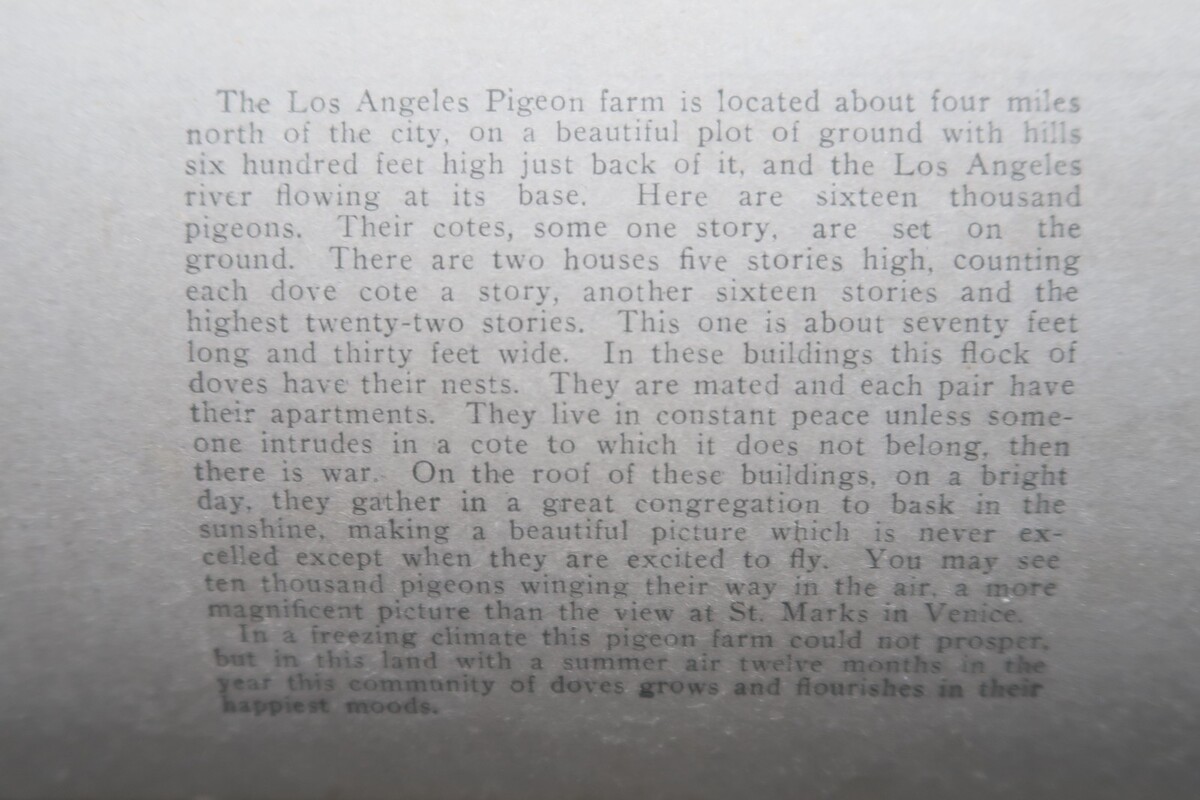 The Los Angeles Pigeon farm is located about four miles
north of the city, on a beautiful plot of ground with hills
six hundred feet high just back of it, and the Los Angeles
river flowing at its base. Here are sixteen thousand
pigeons. Their cotes, some one story, are set on the
ground. There are two houses five stories high, counting
each dove cote a story, another sixteen stories and the
highest twenty-two stories. This one is about seventy feet
long and thirty feet wide. In these buildings this flock of
doves have their nests. They are mated and each pair have
their apartments. They live in constant peace unless some-
one intrudes in a cote to which it does not belong, then
there is war. On the roof of these buildings, on a bright
day, they gather in a great congregation to bask in the
sunshine, making a beautiful picture which is never ex-
celled except when they are excited to fly. You may see
ten thousand pigeons winging their way in the air, a more
magnificent picture than the view at St. Marks in Venice.
In a freezing climate this pigeon farm could not prosper,
but in this land with a summer air twelve months in the
year this community of doves grows and flourishes in their
happiest moods.